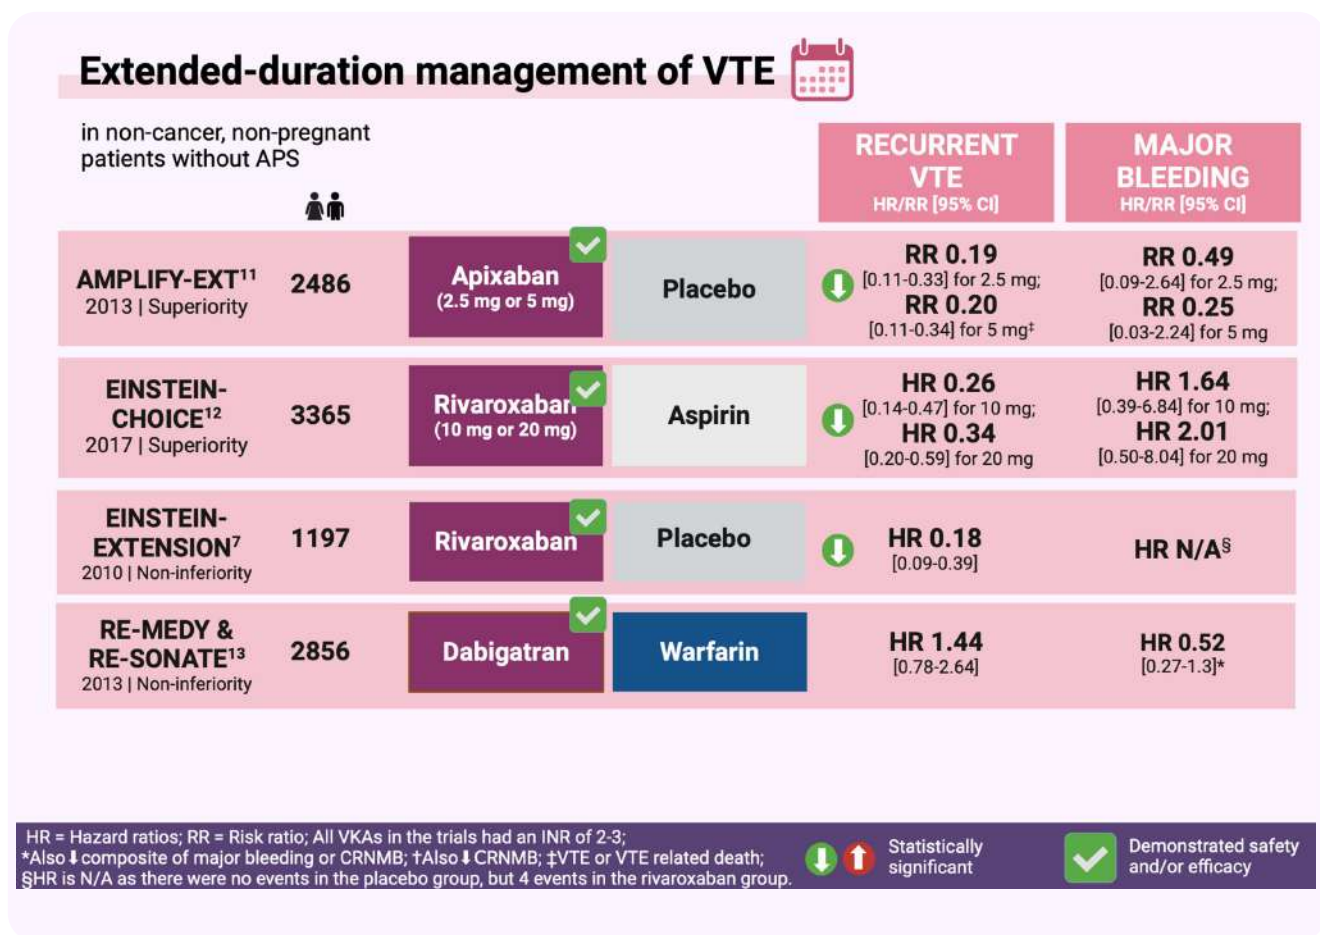 Extended-duration management of VTE
in non-cancer, non-pregnant
patients without APS
RECURRENT
VTE
HR/RR [95% CI]
MAJOR
BLEEDING
HR/RR [95% CI]
AMPLIFY-EXT¹¹
2013 | Superiority
2486
Apixaban
(2.5 mg or 5 mg)
Placebo
RR 0.19
[0.11-0.33] for 2.5 mg;
RR 0.20
[0.11-0.34] for 5 mg‡
RR 0.49
[0.09-2.64] for 2.5 mg;
RR 0.25
[0.03-2.24] for 5 mg
EINSTEIN-
CHOICE¹²
2017 | Superiority
3365
Rivaroxaban
(10 mg or 20 mg)
Aspirin
HR 0.26
[0.14-0.47] for 10 mg;
HR 0.34
[0.20-0.59] for 20 mg
HR 1.64
[0.39-6.84] for 10 mg;
HR 2.01
[0.50-8.04] for 20 mg
EINSTEIN-
EXTENSION⁷
2010 | Non-inferiority
1197
Rivaroxaban
Placebo
HR 0.18
[0.09-0.39]
HR N/A§
RE-MEDY &
RE-SONATE¹³
2013 | Non-inferiority
2856
Dabigatran
Warfarin
HR 1.44
[0.78-2.64]
HR 0.52
[0.27-1.3]*
HR = Hazard ratios; RR = Risk ratio; All VKAs in the trials had an INR of 2-3;
*Also ⬇ composite of major bleeding or CRNMB; †Also ⬇ CRNMB; ‡VTE or VTE related death;
§HR is N/A as there were no events in the placebo group, but 4 events in the rivaroxaban group.
Statistically
significant
Demonstrated safety
and/or efficacy